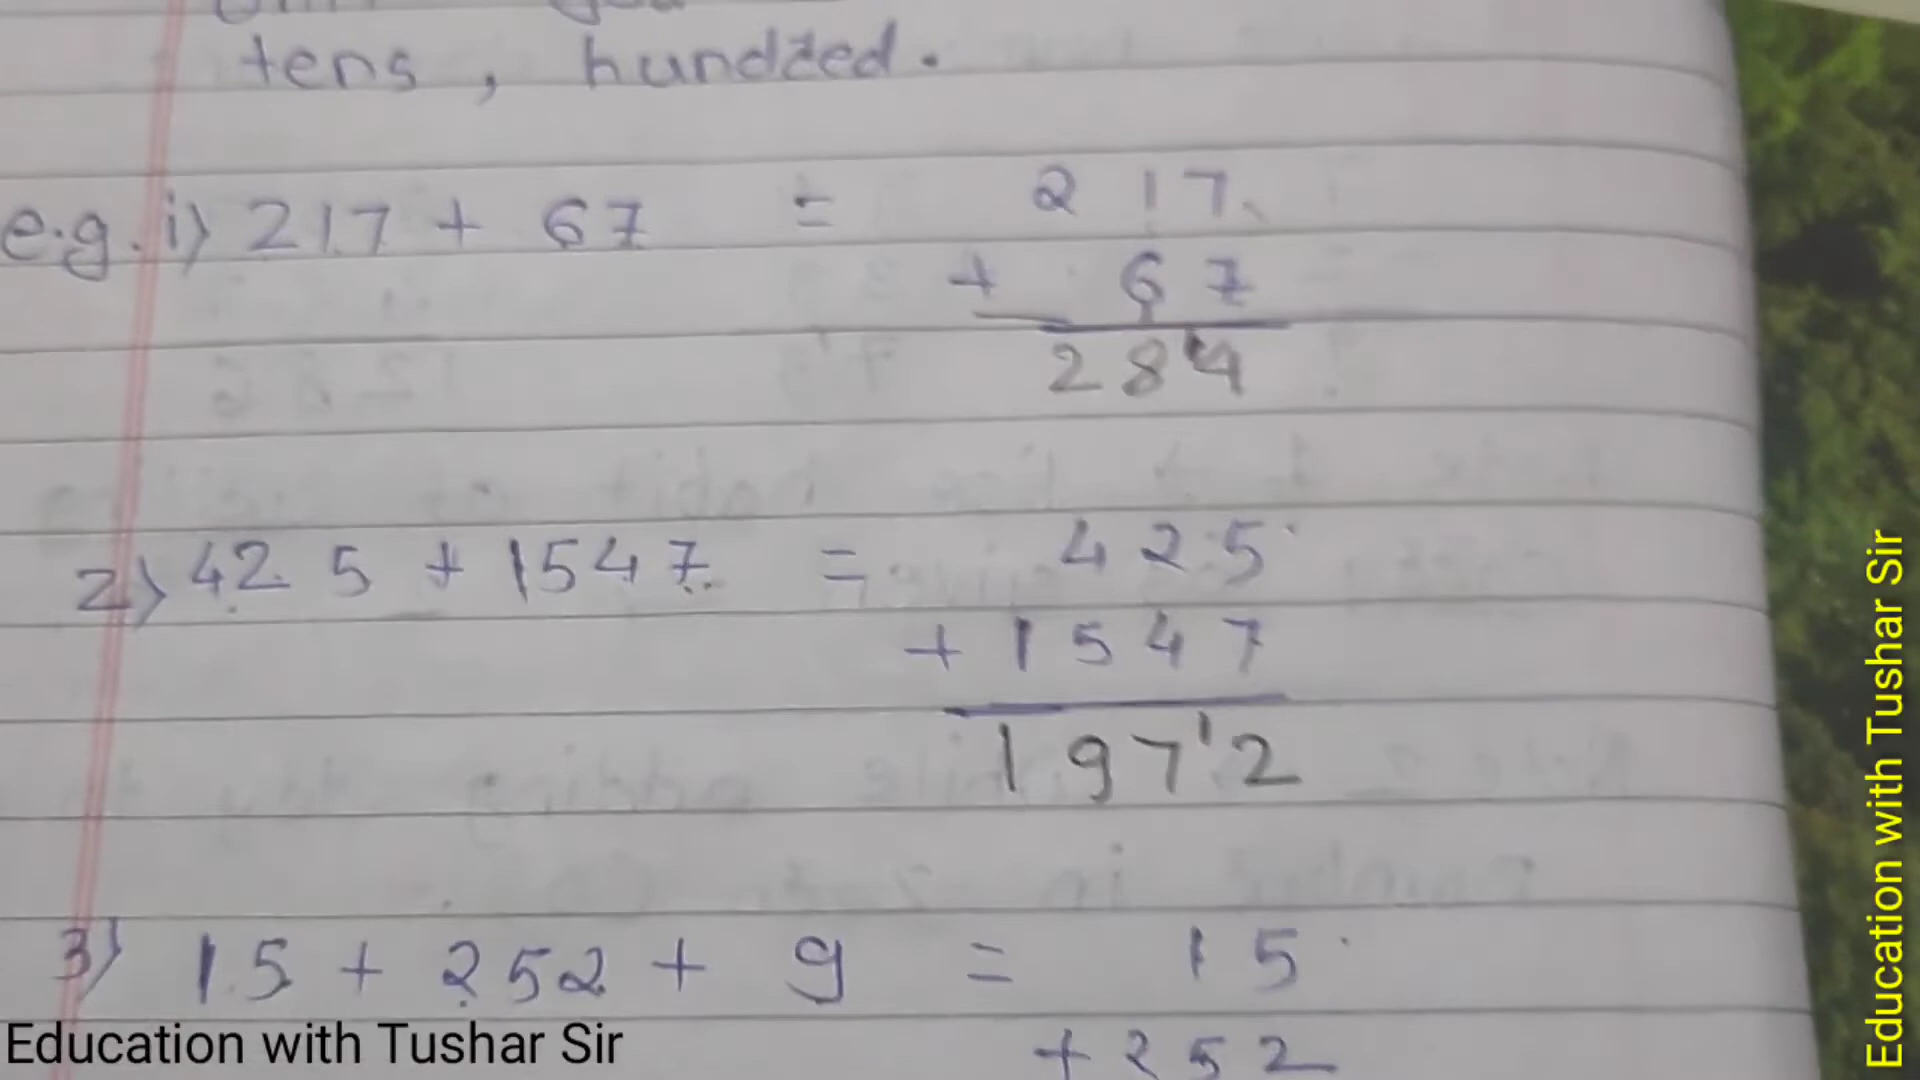 tens, hundred.
e.g. i) 217 + 67 = 217
+ 67
284
2) 425 + 1547 = 425
+ 1547
1972
3) 15 + 252 + 9 = 15
+ 252
Education with Tushar Sir
Education with Tushar Sir